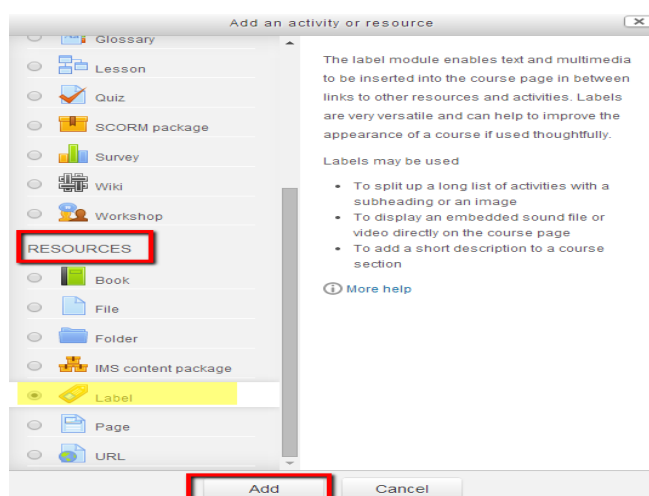 Add an activity or resource
Glossary
Lesson
Quiz
SCORM package
Survey
Wiki
Workshop
RESOURCES
Book
File
Folder
IMS content package
Label
Page
URL
The label module enables text and multimedia
to be inserted into the course page in between
links to other resources and activities. Labels
are very versatile and can help to improve the
appearance of a course if used thoughtfully.
Labels may be used
• To split up a long list of activities with a
subheading or an image
• To display an embedded sound file or
video directly on the course page
• To add a short description to a course
section
More help
Add
Cancel